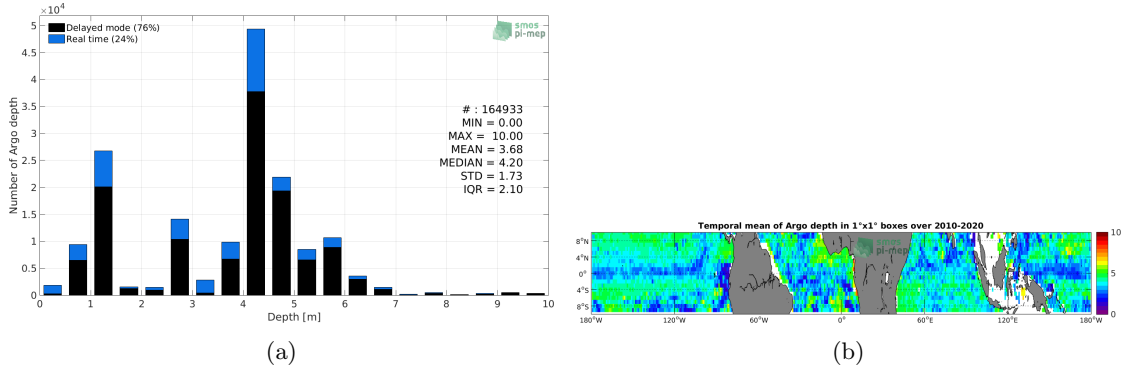 ×10⁴
5
4.5
4
3.5
3
2.5
2
1.5
1
0.5
0
Number of Argo depth
Delayed mode (76%)
Real time (24%)
smos
pi-mep
# : 164933
MIN = 0.00
MAX = 10.00
MEAN = 3.68
MEDIAN = 4.20
STD = 1.73
IQR = 2.10
0 1 2 3 4 5 6 7 8 9 10
Depth [m]
(a)
Temporal mean of Argo depth in 1°x1° boxes over 2010-2020
smos
pi-mep
8°N
4°N
0°N
4°S
8°S
180°W 120°W 60°W 0°W 60°E 120°E 180°W
10
5
0
(b)